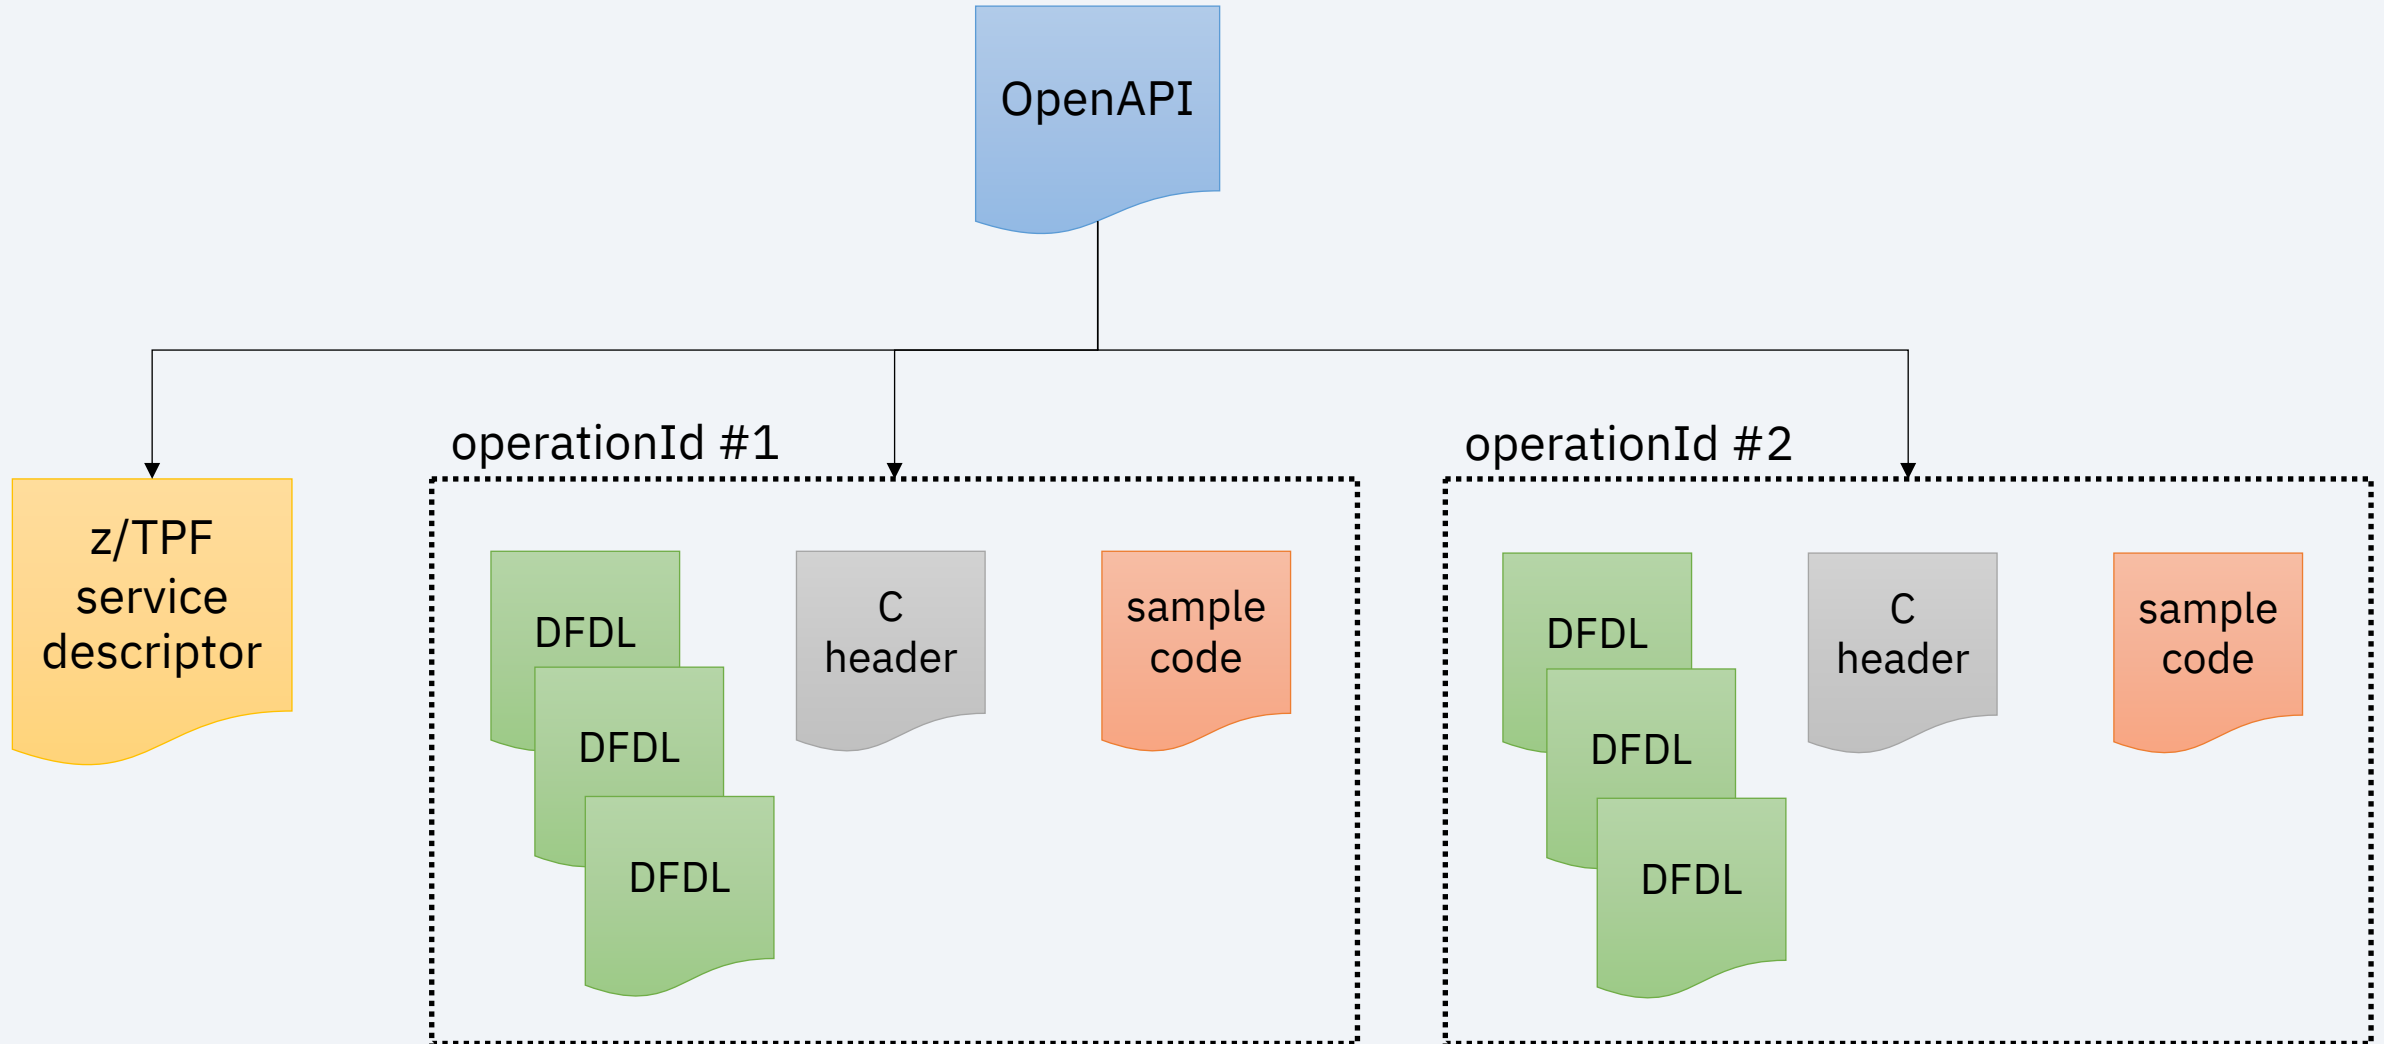 OpenAPI
operationId #1
operationId #2
z/TPF
service
descriptor
DFDL
DFDL
DFDL
C
header
sample
code
DFDL
DFDL
DFDL
C
header
sample
code